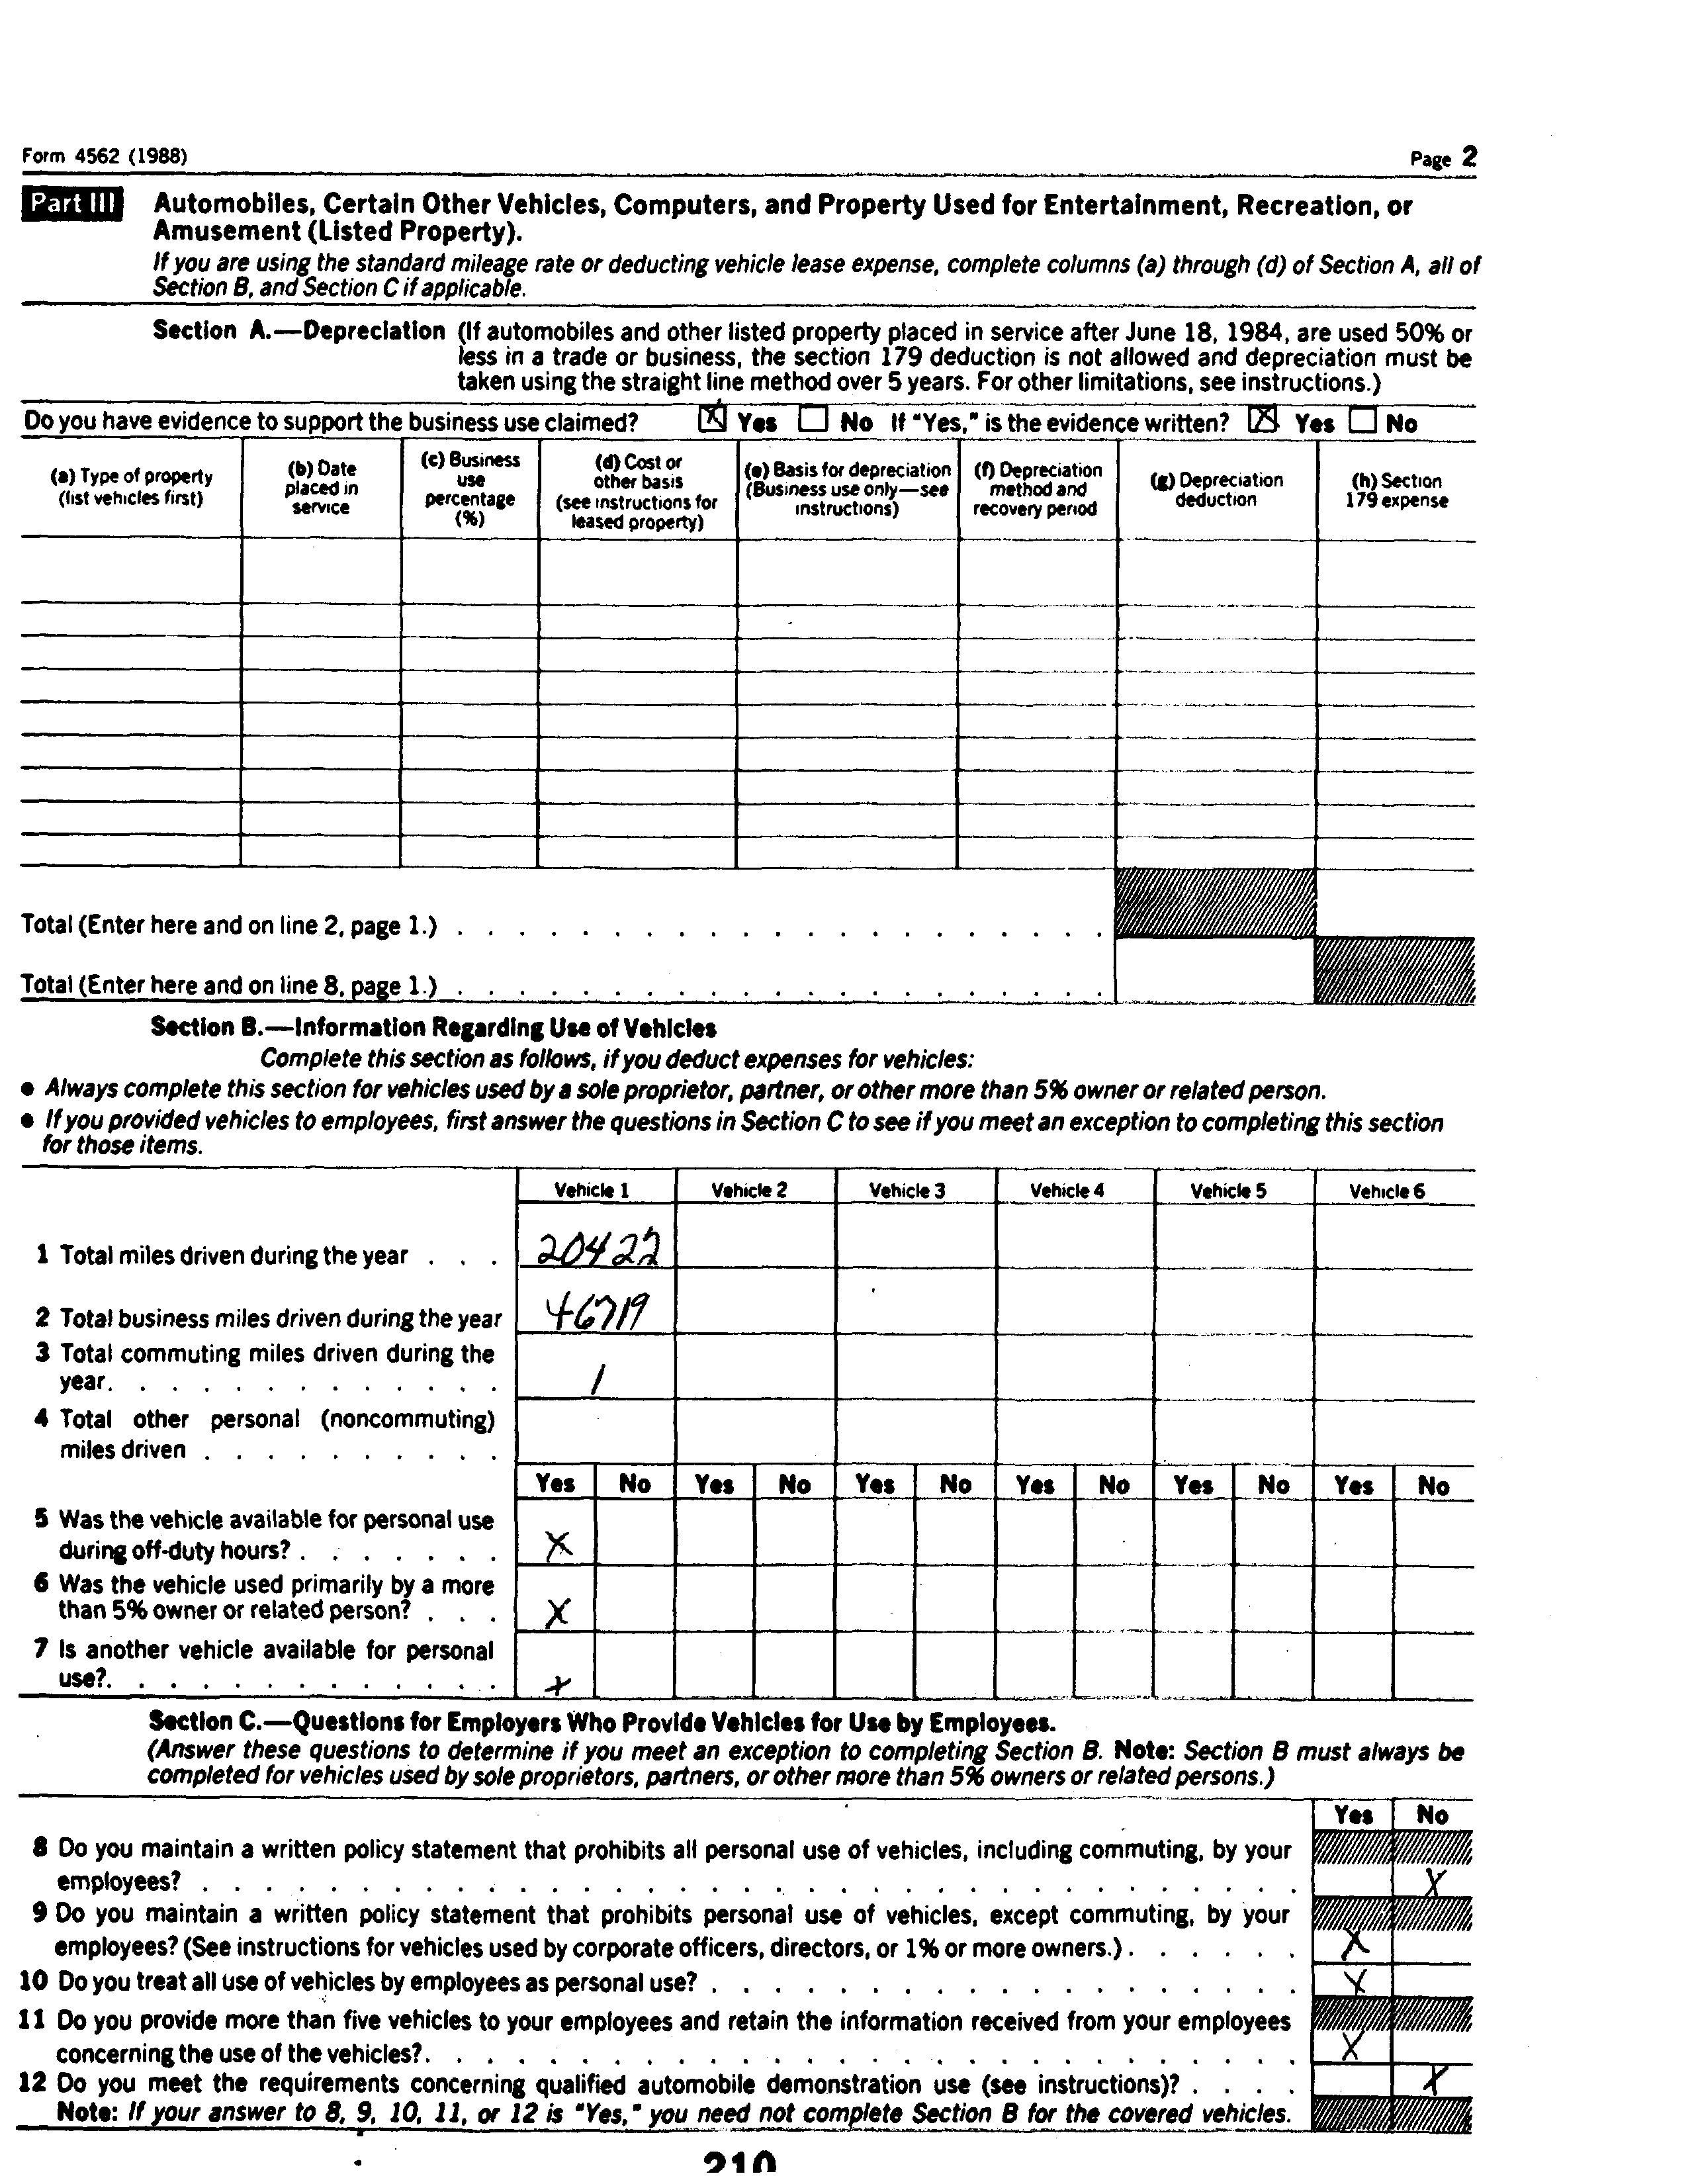 Form 4562 (1988)
Page 2
Part III Automobiles, Certain Other Vehicles, Computers, and Property Used for Entertainment, Recreation, or
Amusement (Listed Property).
If you are using the standard mileage rate or deducting vehicle lease expense, complete columns (a) through (d) of Section A, all of
Section B, and Section C if applicable.
Section A.—Depreciation (If automobiles and other listed property placed in service after June 18, 1984, are used 50% or
less in a trade or business, the section 179 deduction is not allowed and depreciation must be
taken using the straight line method over 5 years. For other limitations, see instructions.)
Do you have evidence to support the business use claimed? X Yes No If "Yes," is the evidence written? X Yes No
(a) Type of property
(list vehicles first)
(b) Date
placed in
service
(c) Business
use
percentage
(%)
(d) Cost or
other basis
(see instructions for
leased property)
(e) Basis for depreciation
(Business use only—see
instructions)
(f) Depreciation
method and
recovery period
(g) Depreciation
deduction
(h) Section
179 expense
Total (Enter here and on line 2, page 1.)
Total (Enter here and on line 8, page 1.)
Section B.—Information Regarding Use of Vehicles
Complete this section as follows, if you deduct expenses for vehicles:
● Always complete this section for vehicles used by a sole proprietor, partner, or other more than 5% owner or related person.
● If you provided vehicles to employees, first answer the questions in Section C to see if you meet an exception to completing this section
for those items.
Vehicle 1 Vehicle 2 Vehicle 3 Vehicle 4 Vehicle 5 Vehicle 6
1 Total miles driven during the year . . . 20422
2 Total business miles driven during the year 46719
3 Total commuting miles driven during the
year. . . . . . . . . . . . . 1
4 Total other personal (noncommuting)
miles driven . . . . . . . . . .
Yes No Yes No Yes No Yes No Yes No Yes No
5 Was the vehicle available for personal use
during off-duty hours? . . . . . . . X
6 Was the vehicle used primarily by a more
than 5% owner or related person? . . . X
7 Is another vehicle available for personal
use?. . . . . . . . . . . . . X
Section C.—Questions for Employers Who Provide Vehicles for Use by Employees.
(Answer these questions to determine if you meet an exception to completing Section B. Note: Section B must always be
completed for vehicles used by sole proprietors, partners, or other more than 5% owners or related persons.)
Yes No
8 Do you maintain a written policy statement that prohibits all personal use of vehicles, including commuting, by your
employees? X
9 Do you maintain a written policy statement that prohibits personal use of vehicles, except commuting, by your
employees? (See instructions for vehicles used by corporate officers, directors, or 1% or more owners.) . . . . . . X
10 Do you treat all use of vehicles by employees as personal use? X
11 Do you provide more than five vehicles to your employees and retain the information received from your employees
concerning the use of the vehicles?. X
12 Do you meet the requirements concerning qualified automobile demonstration use (see instructions)? . . . . X
Note: If your answer to 8, 9, 10, 11, or 12 is "Yes," you need not complete Section B for the covered vehicles.
210